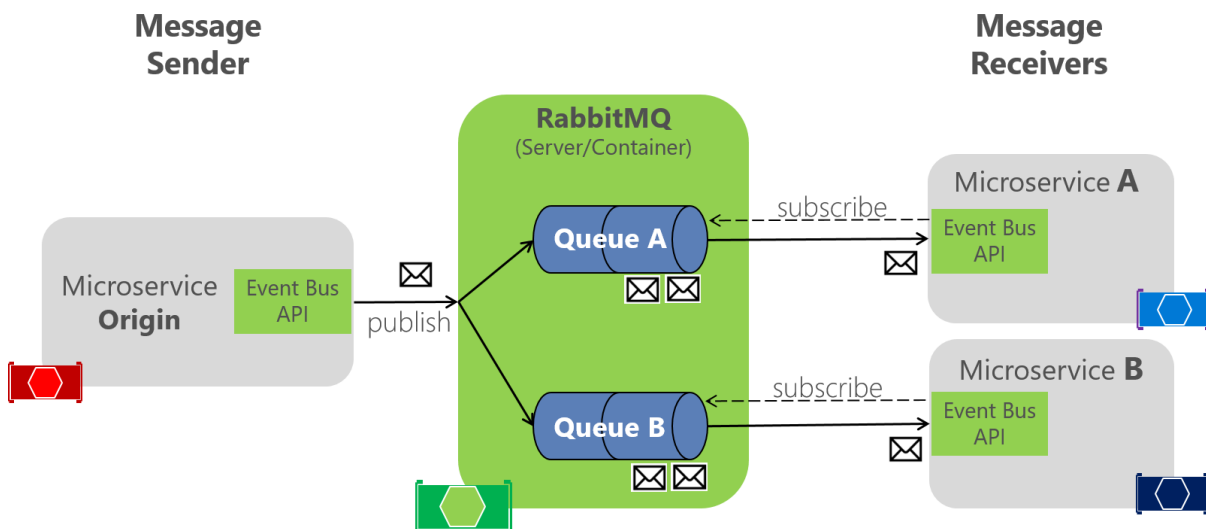 Message
Sender
Message
Receivers
RabbitMQ
(Server/Container)
Microservice
Origin
Event Bus
API
publish
Queue A
Queue B
subscribe
subscribe
Microservice A
Event Bus
API
Microservice B
Event Bus
API